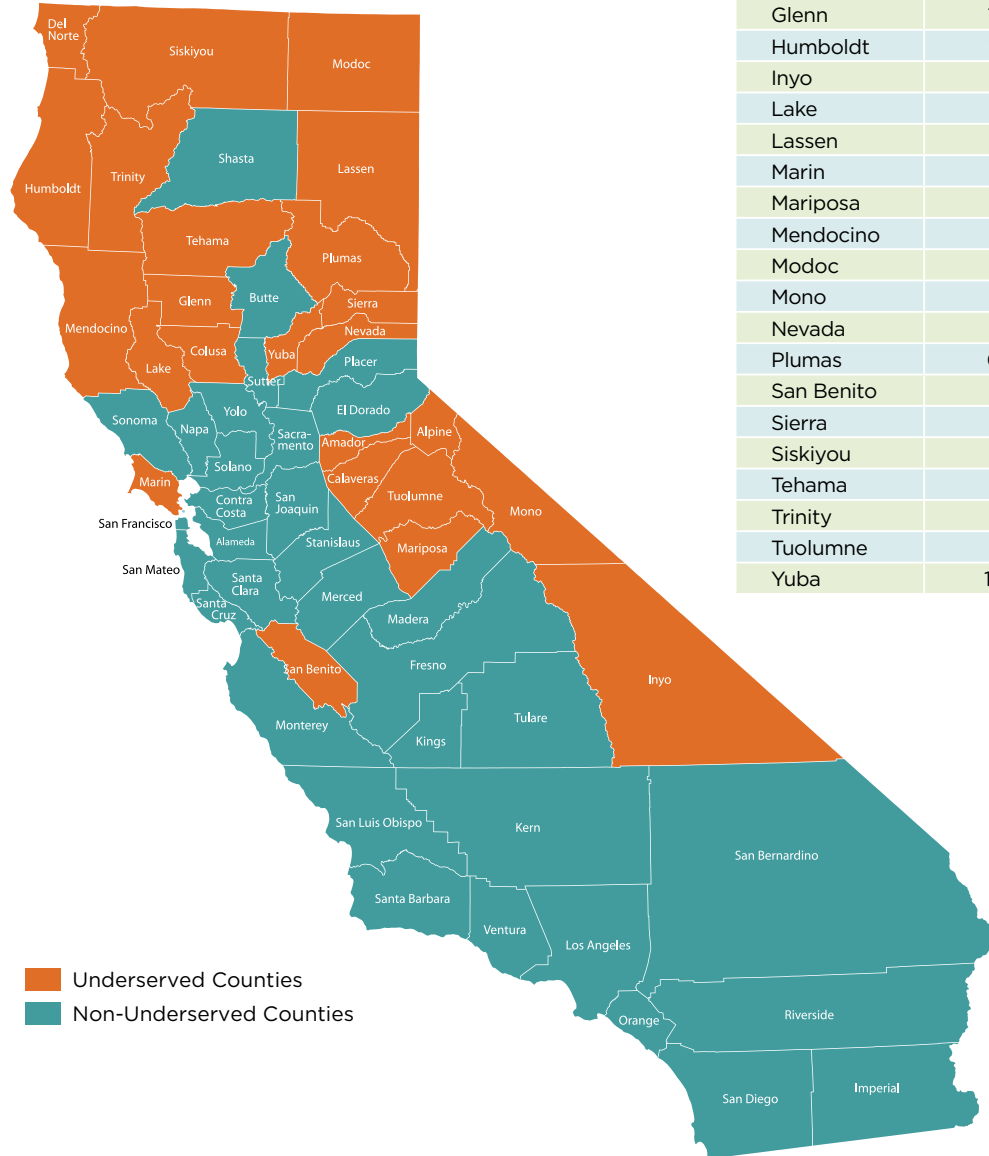 Del
Norte
Siskiyou
Modoc
Shasta
Lassen
Humboldt
Trinity
Tehama
Plumas
Glenn
Butte
Sierra
Mendocino
Nevada
Colusa
Yuba
Lake
Placer
Sutter
El Dorado
Sonoma
Yolo
Napa
Sacra-
mento
Amador
Alpine
Solano
Marin
Calaveras
Tuolumne
Contra
Costa
San
Joaquin
Mono
San Francisco
Alameda
Stanislaus
Mariposa
San Mateo
Santa
Clara
Merced
Santa
Cruz
Madera
San Benito
Fresno
Inyo
Monterey
Kings
Tulare
San Luis Obispo
Kern
San Bernardino
Santa Barbara
Ventura
Los Angeles
Orange
Riverside
San Diego
Imperial
Underserved Counties
Non-Underserved Counties
Glenn
Humboldt
Inyo
Lake
Lassen
Marin
Mariposa
Mendocino
Modoc
Mono
Nevada
Plumas
San Benito
Sierra
Siskiyou
Tehama
Trinity
Tuolumne
Yuba 1